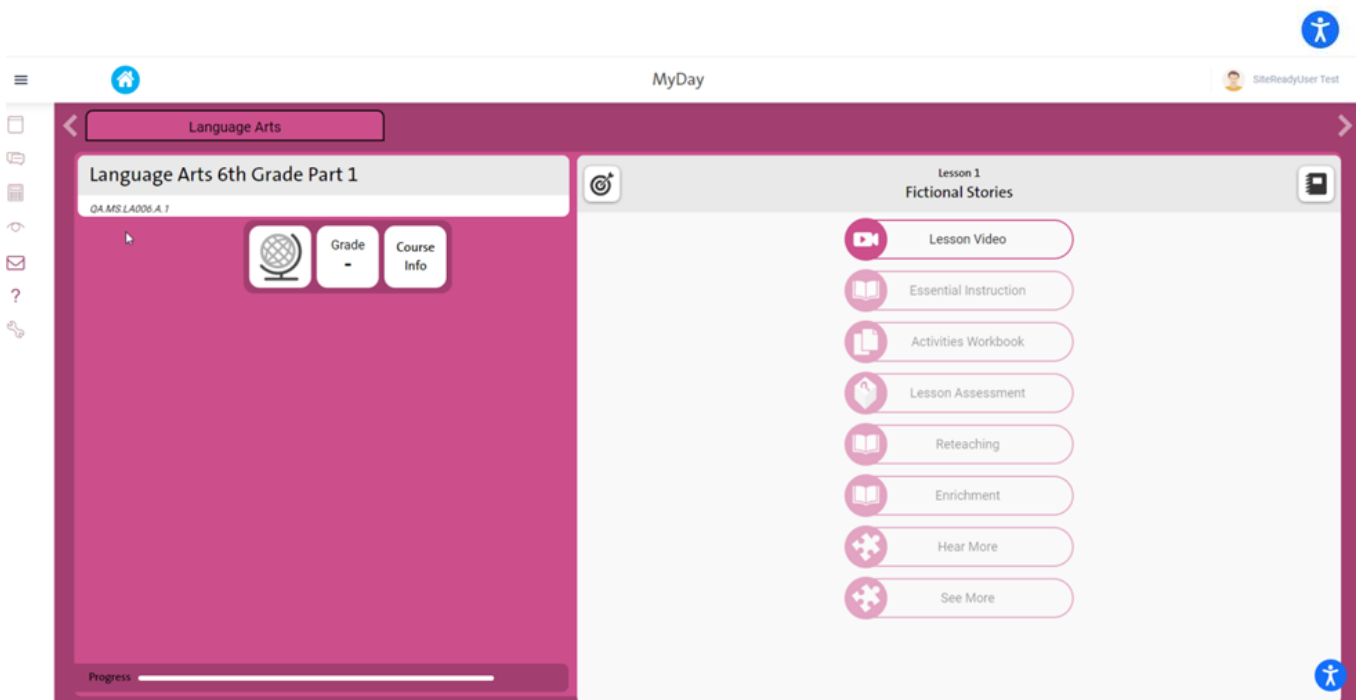 MyDay
SiteReadyUser Test
Language Arts
Language Arts 6th Grade Part 1
QA.MS.LA006.A.1
Grade
-
Course
Info
Progress
Lesson 1
Fictional Stories
Lesson Video
Essential Instruction
Activities Workbook
Lesson Assessment
Reteaching
Enrichment
Hear More
See More
?